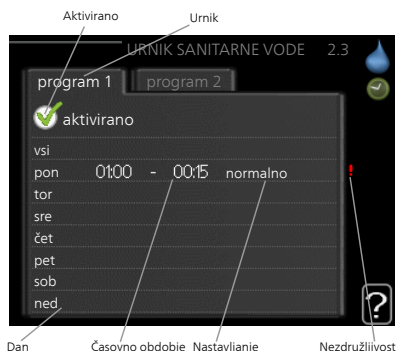 Aktivirano Urnik
URNIK SANITARNE VODE 2.3
program 1 program 2
aktivirano
vsi
pon 01:00 - 00:15 normalno !
tor
sre
čet
pet
sob
ned
?
Dan Časovno obdobje Nastavljanje Nezdružljivost